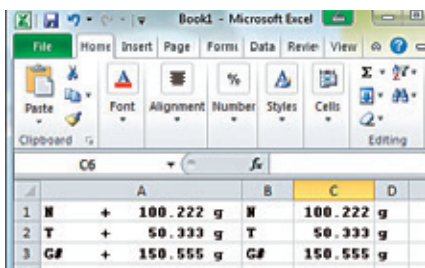 Book1 - Microsoft Excel
File Home Insert Page Form Data Revie View
Paste Font Alignment Number Styles Cells Σ
Clipboard Editing
C6 fx
A B C D
1 N + 100.222 g N 100.222 g
2 T + 50.333 g T 50.333 g
3 G# + 150.555 g G# 150.555 g